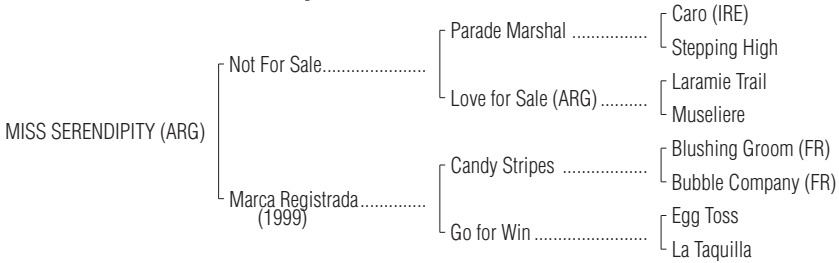 Caro (IRE)
Parade Marshal ................
Stepping High
Not For Sale......................
Laramie Trail
Love for Sale (ARG) ..........
Museliere
MISS SERENDIPITY (ARG)
Blushing Groom (FR)
Candy Stripes ..................
Bubble Company (FR)
Marca Registrada..............
(1999)
Egg Toss
Go for Win ........................
La Taquilla